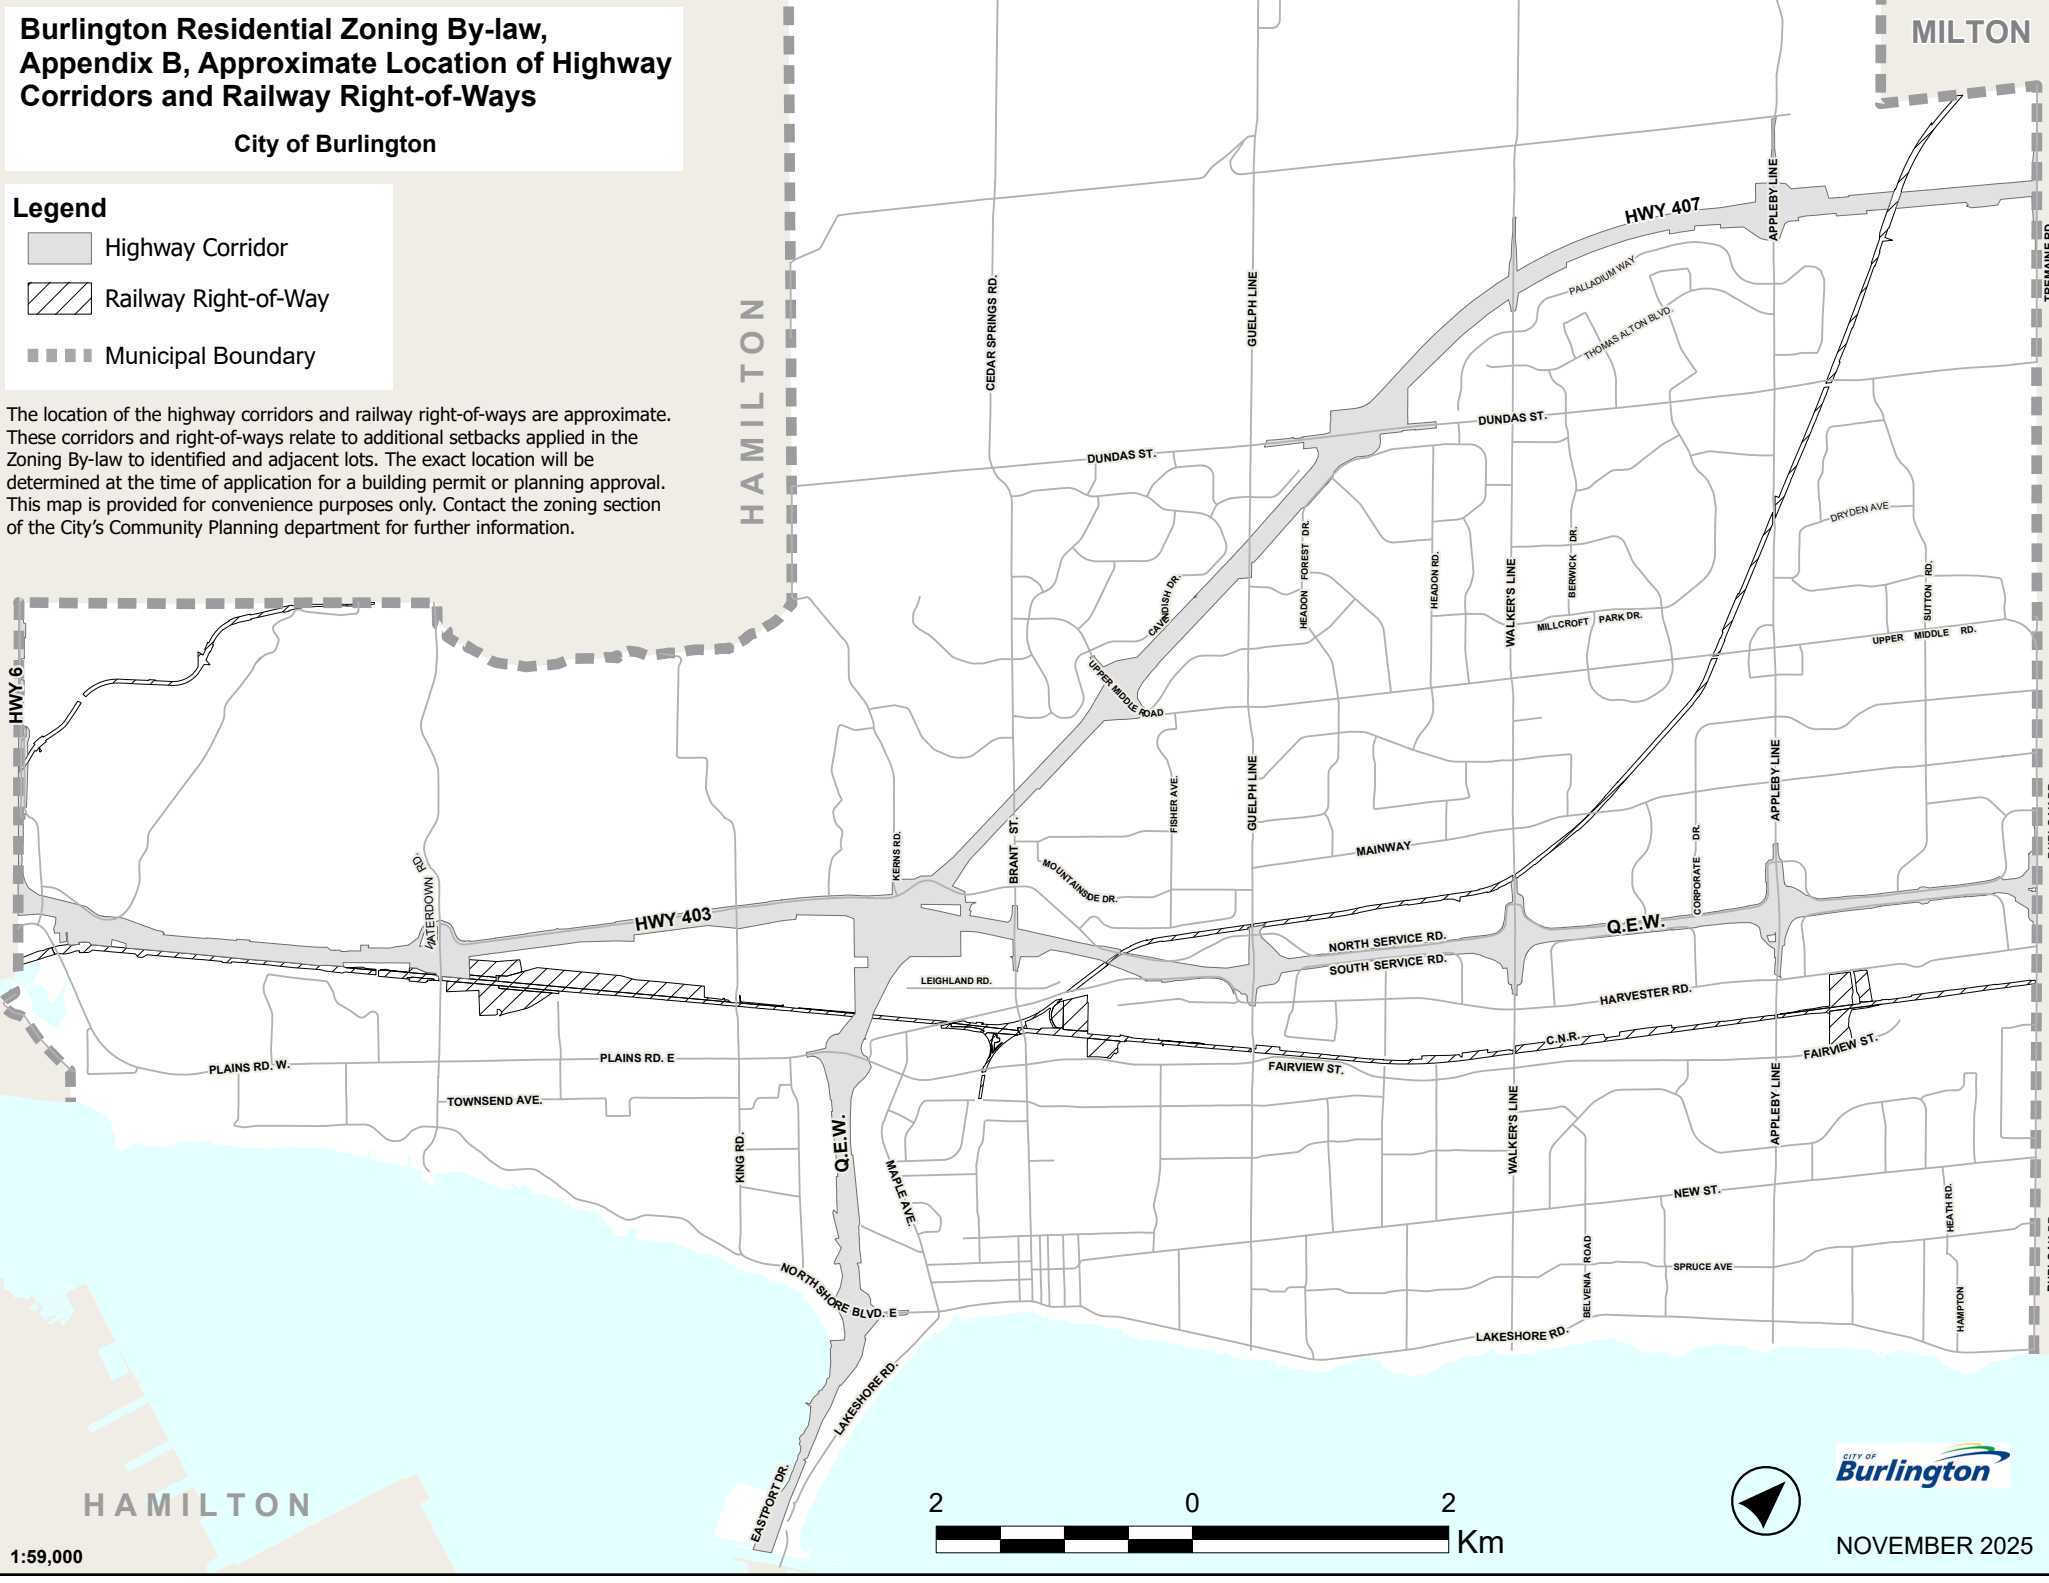 Burlington Residential Zoning By-law,
Appendix B, Approximate Location of Highway
Corridors and Railway Right-of-Ways
City of Burlington
Legend
Highway Corridor
Railway Right-of-Way
Municipal Boundary
The location of the highway corridors and railway right-of-ways are approximate.
These corridors and right-of-ways relate to additional setbacks applied in the
Zoning By-law to identified and adjacent lots. The exact location will be
determined at the time of application for a building permit or planning approval.
This map is provided for convenience purposes only. Contact the zoning section
of the City's Community Planning department for further information.
MILTON
HAMILTON
HWY 407
APPLEBY LINE
TREMAINE RD.
PALLADIUM WAY
THOMAS ALTON BLVD.
CEDAR SPRINGS RD.
GUELPH LINE
DUNDAS ST.
DUNDAS ST.
DRYDEN AVE
HEADON FOREST DR.
HEADON RD.
WALKER'S LINE
BERWICK DR.
SUTTON RD.
CAVENDISH DR.
MILLCROFT PARK DR.
UPPER MIDDLE RD.
UPPER MIDDLE ROAD
HWY 6
GUELPH LINE
FISHER AVE.
APPLEBY LINE
BRANT ST.
KERNS RD.
MAINWAY
CORPORATE DR.
MOUNTAINSIDE DR.
WATERDOWN RD.
HWY 403
Q.E.W.
NORTH SERVICE RD.
SOUTH SERVICE RD.
LEIGHLAND RD.
HARVESTER RD.
C.N.R.
FAIRVIEW ST.
FAIRVIEW ST.
PLAINS RD. W.
PLAINS RD. E
TOWNSEND AVE.
KING RD.
Q.E.W.
MAPLE AVE.
WALKER'S LINE
APPLEBY LINE
NEW ST.
HEATH RD.
BELVENIA ROAD
SPRUCE AVE
HAMPTON
NORTH SHORE BLVD. E
LAKESHORE RD.
LAKESHORE RD.
EASTPORT DR.
HAMILTON
1:59,000
2 0 2
Km
CITY OF
Burlington
NOVEMBER 2025